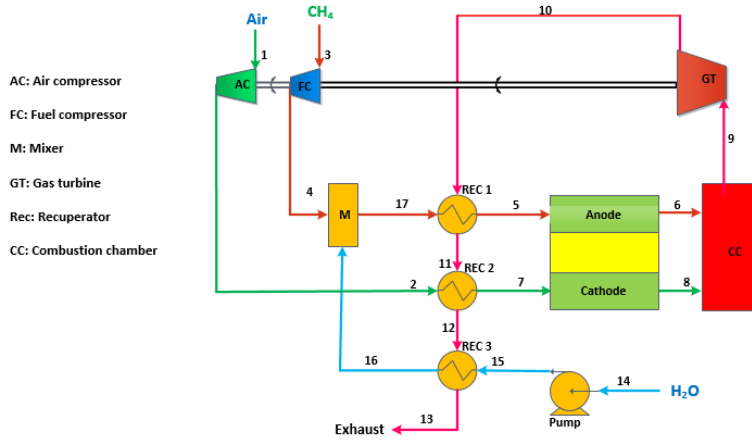 10
Air
CH₄
1
3
AC: Air compressor
AC
FC
GT
FC: Fuel compressor
M: Mixer
9
GT: Gas turbine
4
17
REC 1
5
Anode
6
M
Rec: Recuperator
CC: Combustion chamber
CC
11
REC 2
2
7
Cathode
8
12
REC 3
16
15
14
H₂O
Pump
13
Exhaust